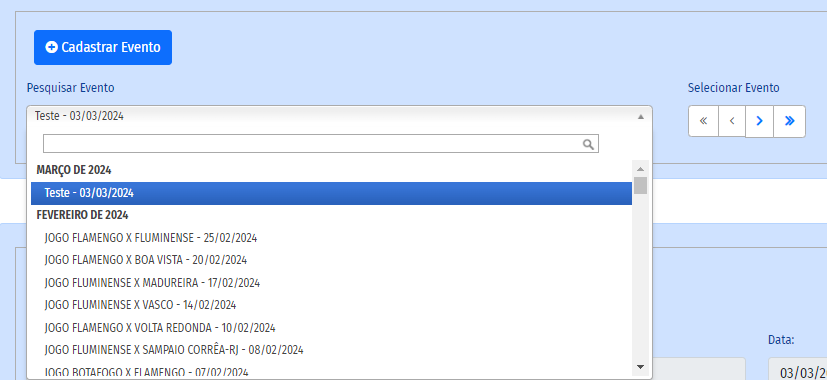 Cadastrar Evento
Pesquisar Evento
Selecionar Evento
Teste - 03/03/2024
MARÇO DE 2024
Teste - 03/03/2024
FEVEREIRO DE 2024
JOGO FLAMENGO X FLUMINENSE - 25/02/2024
JOGO FLAMENGO X BOA VISTA - 20/02/2024
JOGO FLUMINENSE X MADUREIRA - 17/02/2024
JOGO FLUMINENSE X VASCO - 14/02/2024
JOGO FLAMENGO X VOLTA REDONDA - 10/02/2024
JOGO FLUMINENSE X SAMPAIO CORRÊA-RJ - 08/02/2024
JOGO BOTAFOGO X FLAMENGO - 07/02/2024
Data:
03/03/2